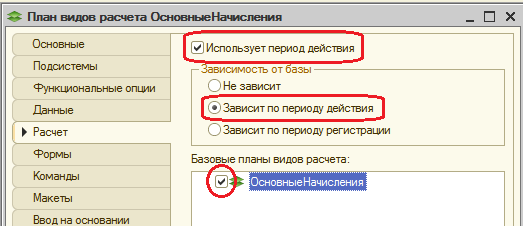 План видов расчета ОсновныеНачисления
Основные
Подсистемы
Функциональные опции
Данные
Расчет
Формы
Команды
Макеты
Ввод на основании
Использует период действия
Зависимость от базы
Не зависит
Зависит по периоду действия
Зависит по периоду регистрации
Базовые планы видов расчета:
ОсновныеНачисления